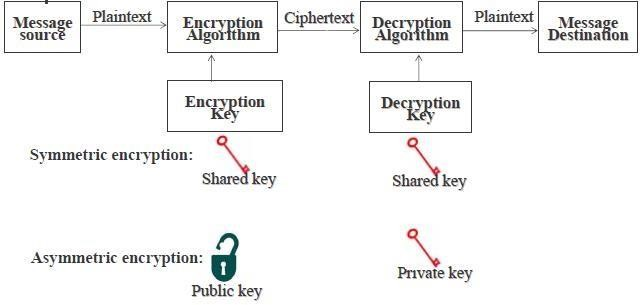 Message source
Plaintext
Encryption Algorithm
Ciphertext
Decryption Algorithm
Plaintext
Message Destination
Encryption Key
Decryption Key
Symmetric encryption:
Shared key
Shared key
Asymmetric encryption:
Public key
Private key